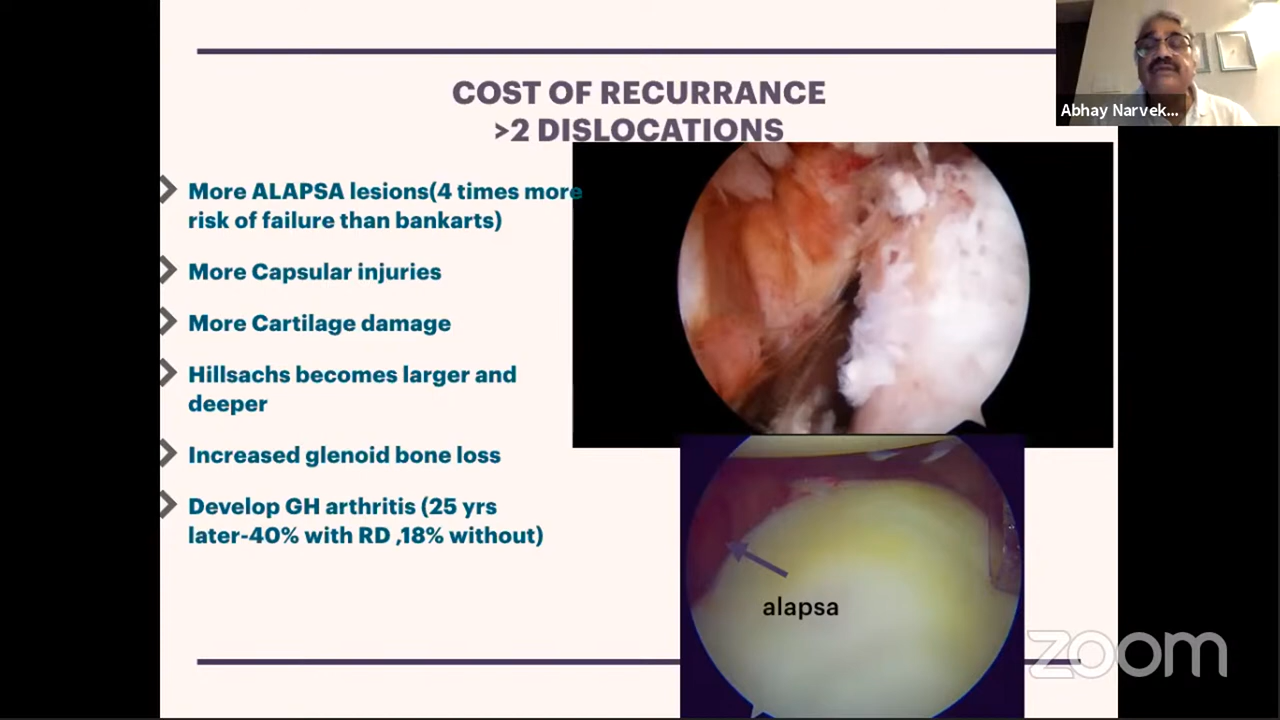 COST OF RECURRANCE
>2 DISLOCATIONS
More ALAPSA lesions(4 times more
risk of failure than bankarts)
More Capsular injuries
More Cartilage damage
Hillsachs becomes larger and
deeper
Increased glenoid bone loss
Develop GH arthritis (25 yrs
later-40% with RD ,18% without)
alapsa
Abhay Narvek...
zoom